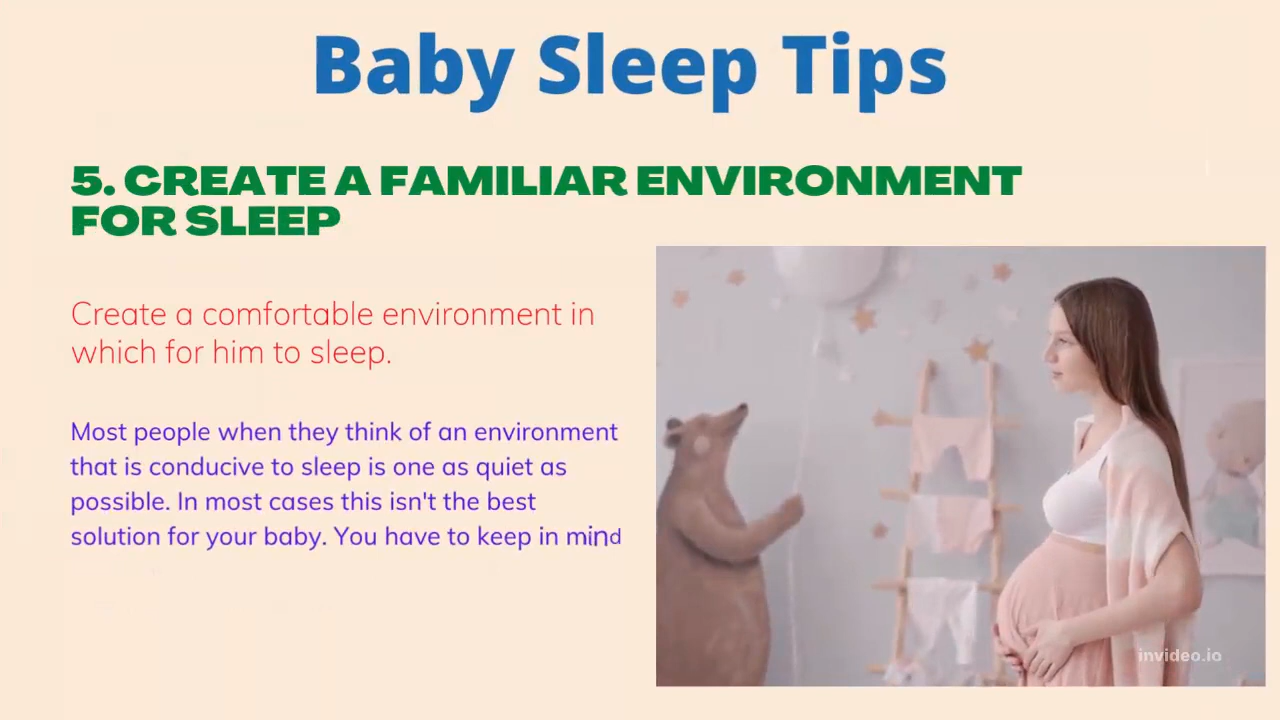 Baby Sleep Tips
5. CREATE A FAMILIAR ENVIRONMENT
FOR SLEEP
Create a comfortable environment in
which for him to sleep.
Most people when they think of an environment
that is conducive to sleep is one as quiet as
possible. In most cases this isn't the best
solution for your baby. You have to keep in mind
invideo.io